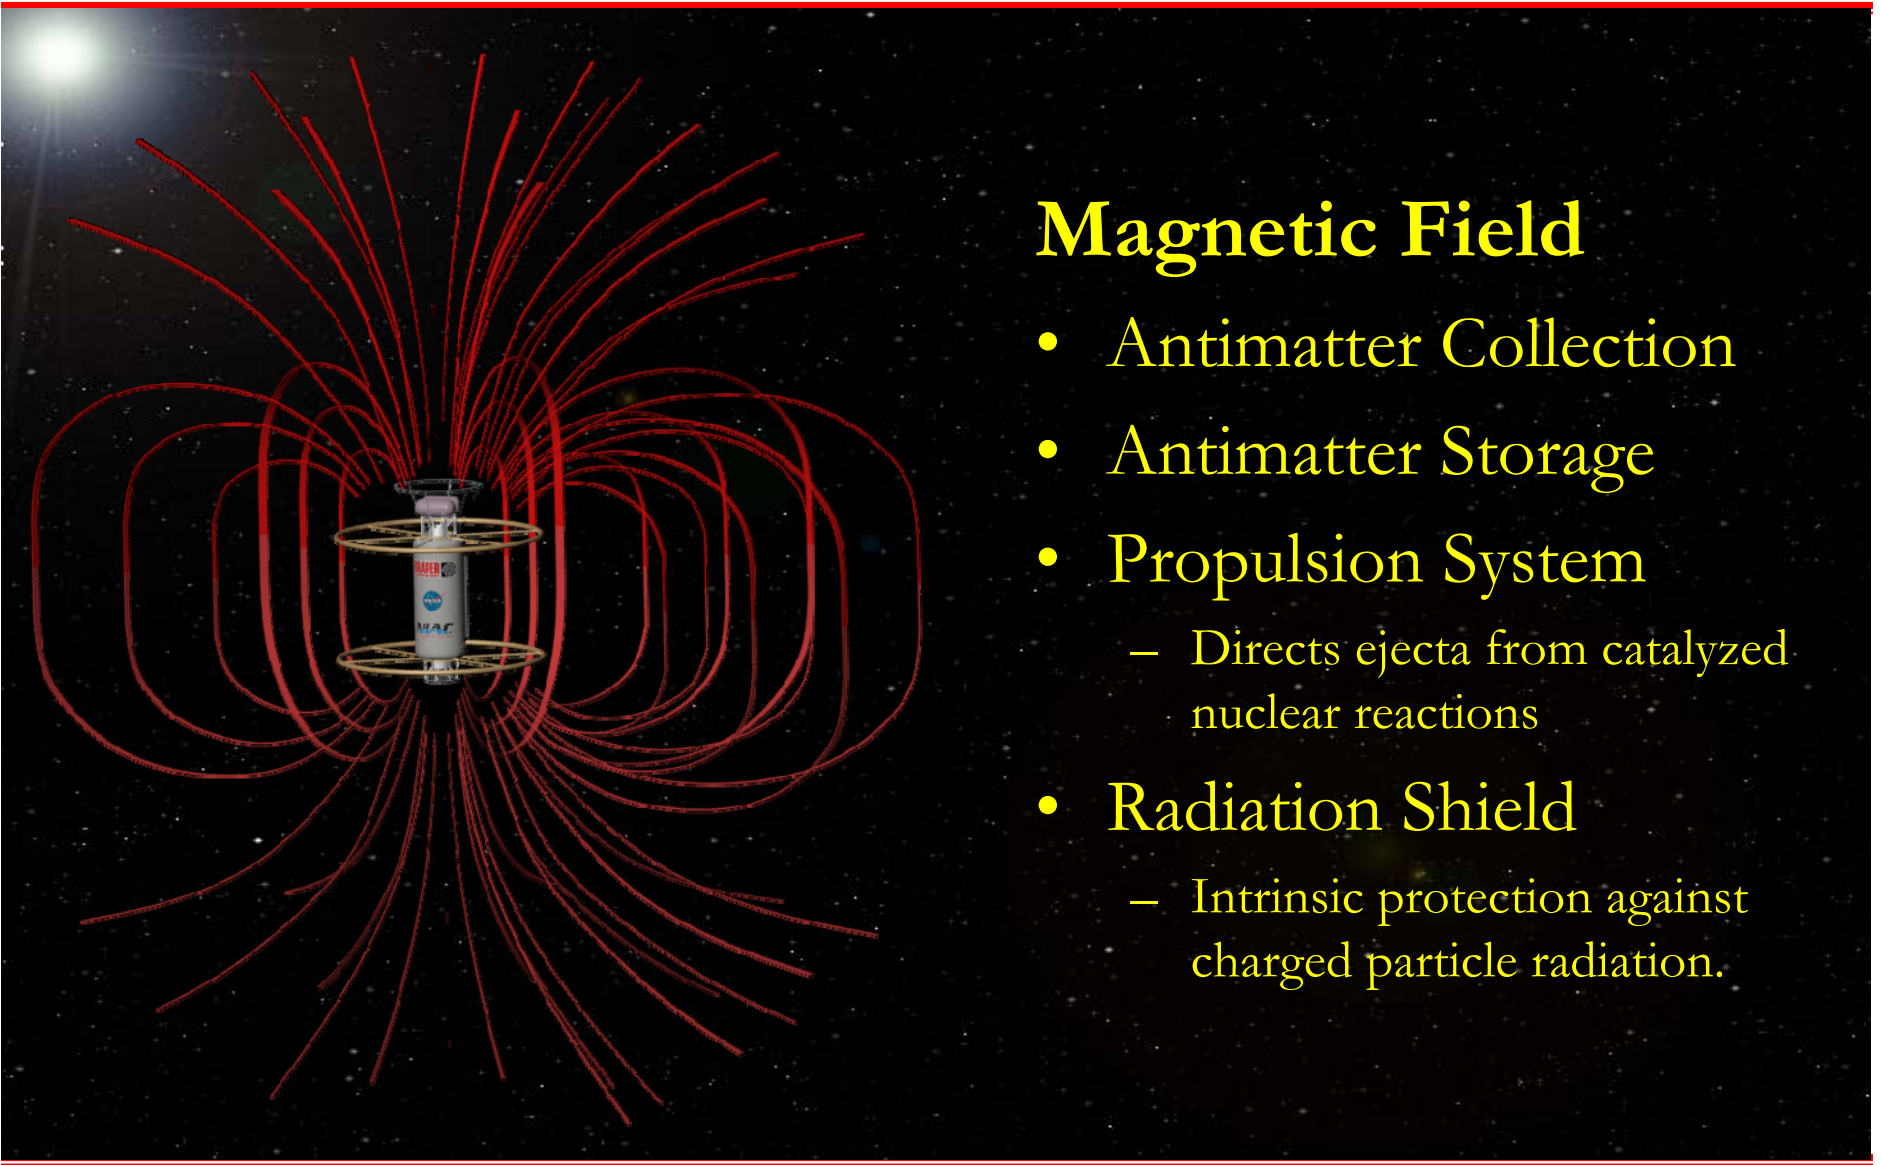 Magnetic Field
• Antimatter Collection
• Antimatter Storage
• Propulsion System
– Directs ejecta from catalyzed
nuclear reactions
• Radiation Shield
– Intrinsic protection against
charged particle radiation.
NIAC